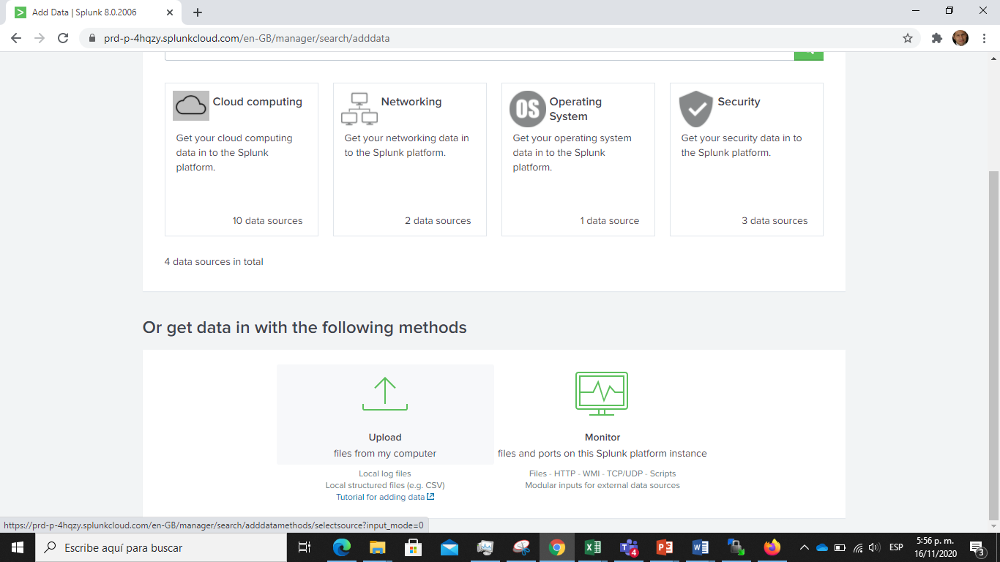 Add Data | Splunk 8.0.2006
prd-p-4hqzy.splunkcloud.com/en-GB/manager/search/adddata
Cloud computing
Get your cloud computing
data in to the Splunk
platform.
10 data sources
Networking
Get your networking data in
to the Splunk platform.
2 data sources
OS
Operating
System
Get your operating system
data in to the Splunk
platform.
1 data source
Security
Get your security data in to
the Splunk platform.
3 data sources
4 data sources in total
Or get data in with the following methods
Upload
files from my computer
Local log files
Local structured files (e.g. CSV)
Tutorial for adding data
Monitor
files and ports on this Splunk platform instance
Files - HTTP - WMI - TCP/UDP - Scripts
Modular inputs for external data sources
https://prd-p-4hqzy.splunkcloud.com/en-GB/manager/search/adddatamethods/selectsource?input_mode=0
Escribe aquí para buscar
4
ESP
5:56 p. m.
16/11/2020
3